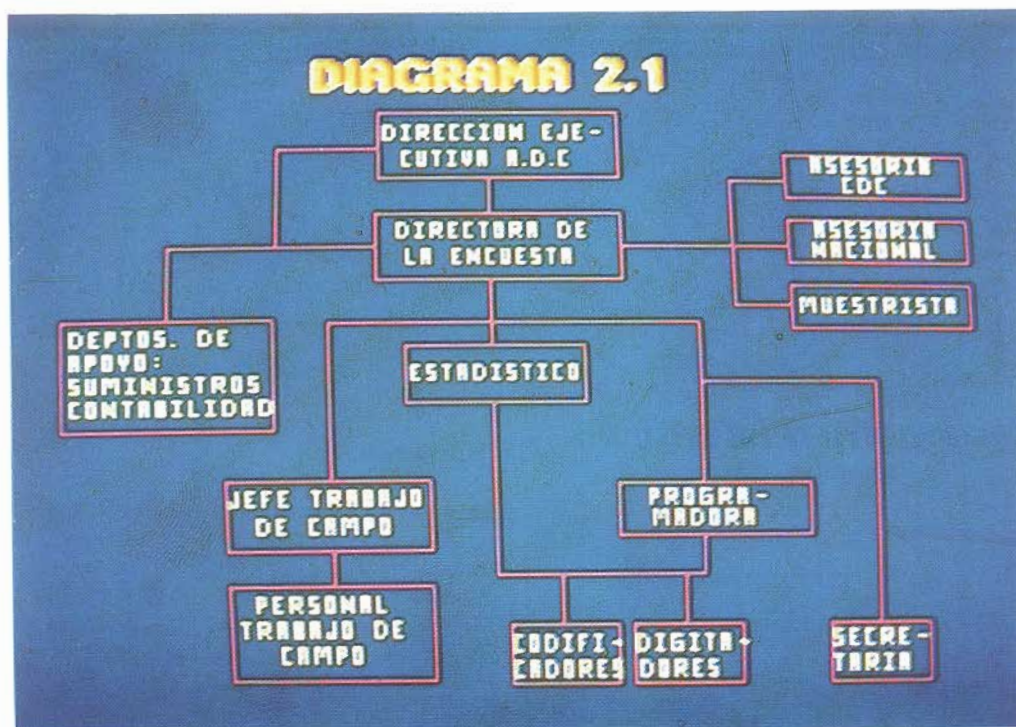 DIAGRAMA 2.1
DIRECCION EJE-
CUTIVA A.D.C
ASESORIA
CDC
DIRECTORA DE
LA ENCUESTA
ASESORIA
NACIONAL
MUESTRISTA
DEPTOS. DE
APOYO:
SUMINISTROS
CONTABILIDAD
ESTADISTICO
JEFE TRABAJO
DE CAMPO
PROGRA-
MADORA
PERSONAL
TRABAJO DE
CAMPO
CODIFI-
CADORES
DIGITA-
DORES
SECRE-
TARIA